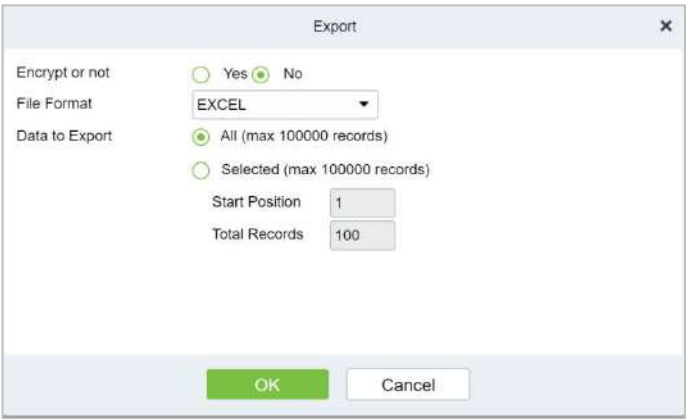 Export
Encrypt or not Yes No
File Format EXCEL
Data to Export All (max 100000 records)
Selected (max 100000 records)
Start Position 1
Total Records 100
OK Cancel